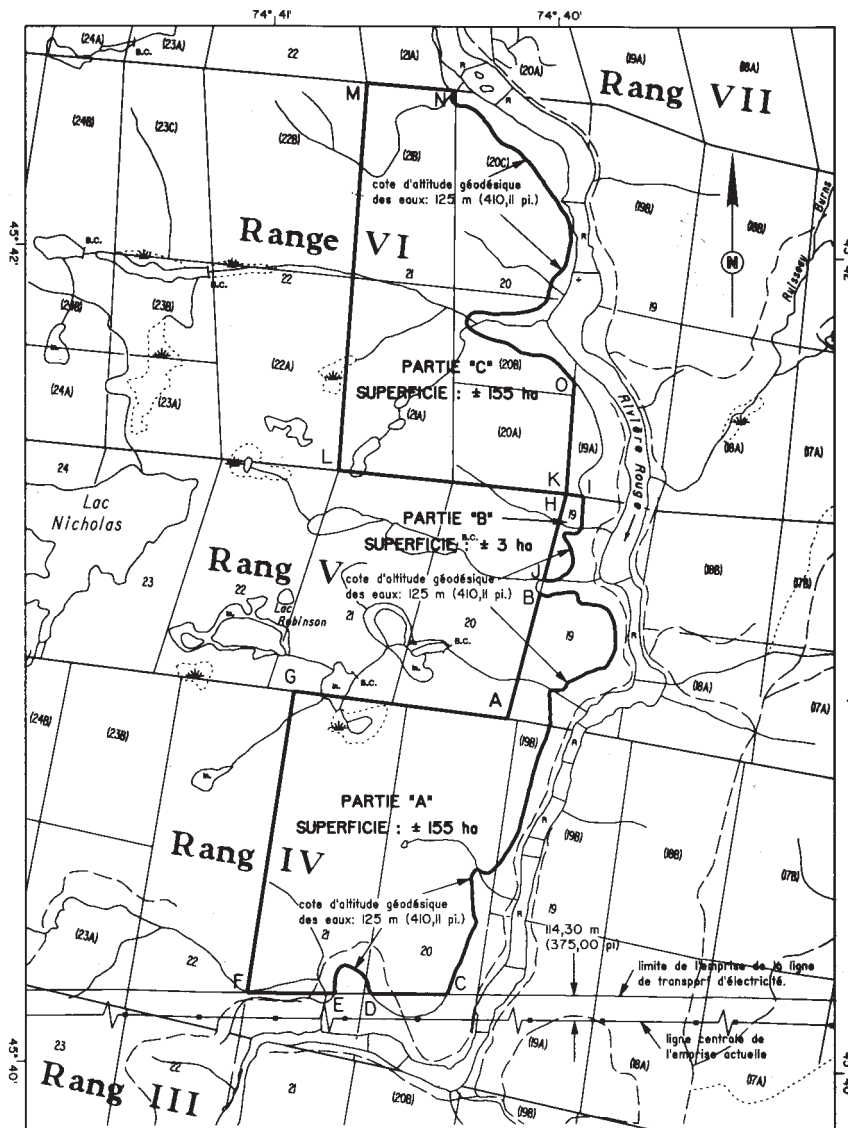 74° 41'
74° 40'
(24A)
(23A)
B.C.
22
(21A)
R
(20A)
(19A)
(18A)
Rang VII
M
N
R
(24B)
(23C)
(22B)
(21B)
(20C)
cote d'altitude géodésique
des eaux: 125 m (410,11 pi.)
(19B)
(18B)
Burns
Ruisseau
45° 42'
B.C.
Range VI
R
N
22
21
20
19
B.C.
(23B)
(22A)
(24A)
(23A)
PARTIE "C"
(20B)
SUPERFICIE : ± 155 ha
O
(21A)
(20A)
(19A)
Rivière Rouge
(18A)
(17A)
24
L
K
I
H
19
Lac
Nicholas
PARTIE "B"
SUPERFICIE : ± 3 ha
B.C.
Rang V
J
cote d'altitude géodésique
des eaux: 125 m (410,11 pi.)
B
(18B)
(17B)
23
22
Lac
Robinson
21
20
19
R
B.C.
B.C.
G
A
(18A)
(17A)
(24B)
(23B)
(19B)
R
PARTIE "A"
SUPERFICIE : ± 155 ha
R
Rang IV
(19B)
(18B)
(17B)
cote d'altitude géodésique
des eaux: 125 m (410,11 pi.)
(23A)
22
21
20
19
R
114,30 m
(375,00 pi)
limite de l'emprise de la ligne
de transport d'électricité.
F
E
D
C
ligne centrale de
l'emprise actuelle
45° 40'
23
22
(19A)
(18A)
(17A)
Rang III
21
(20B)
(19B)